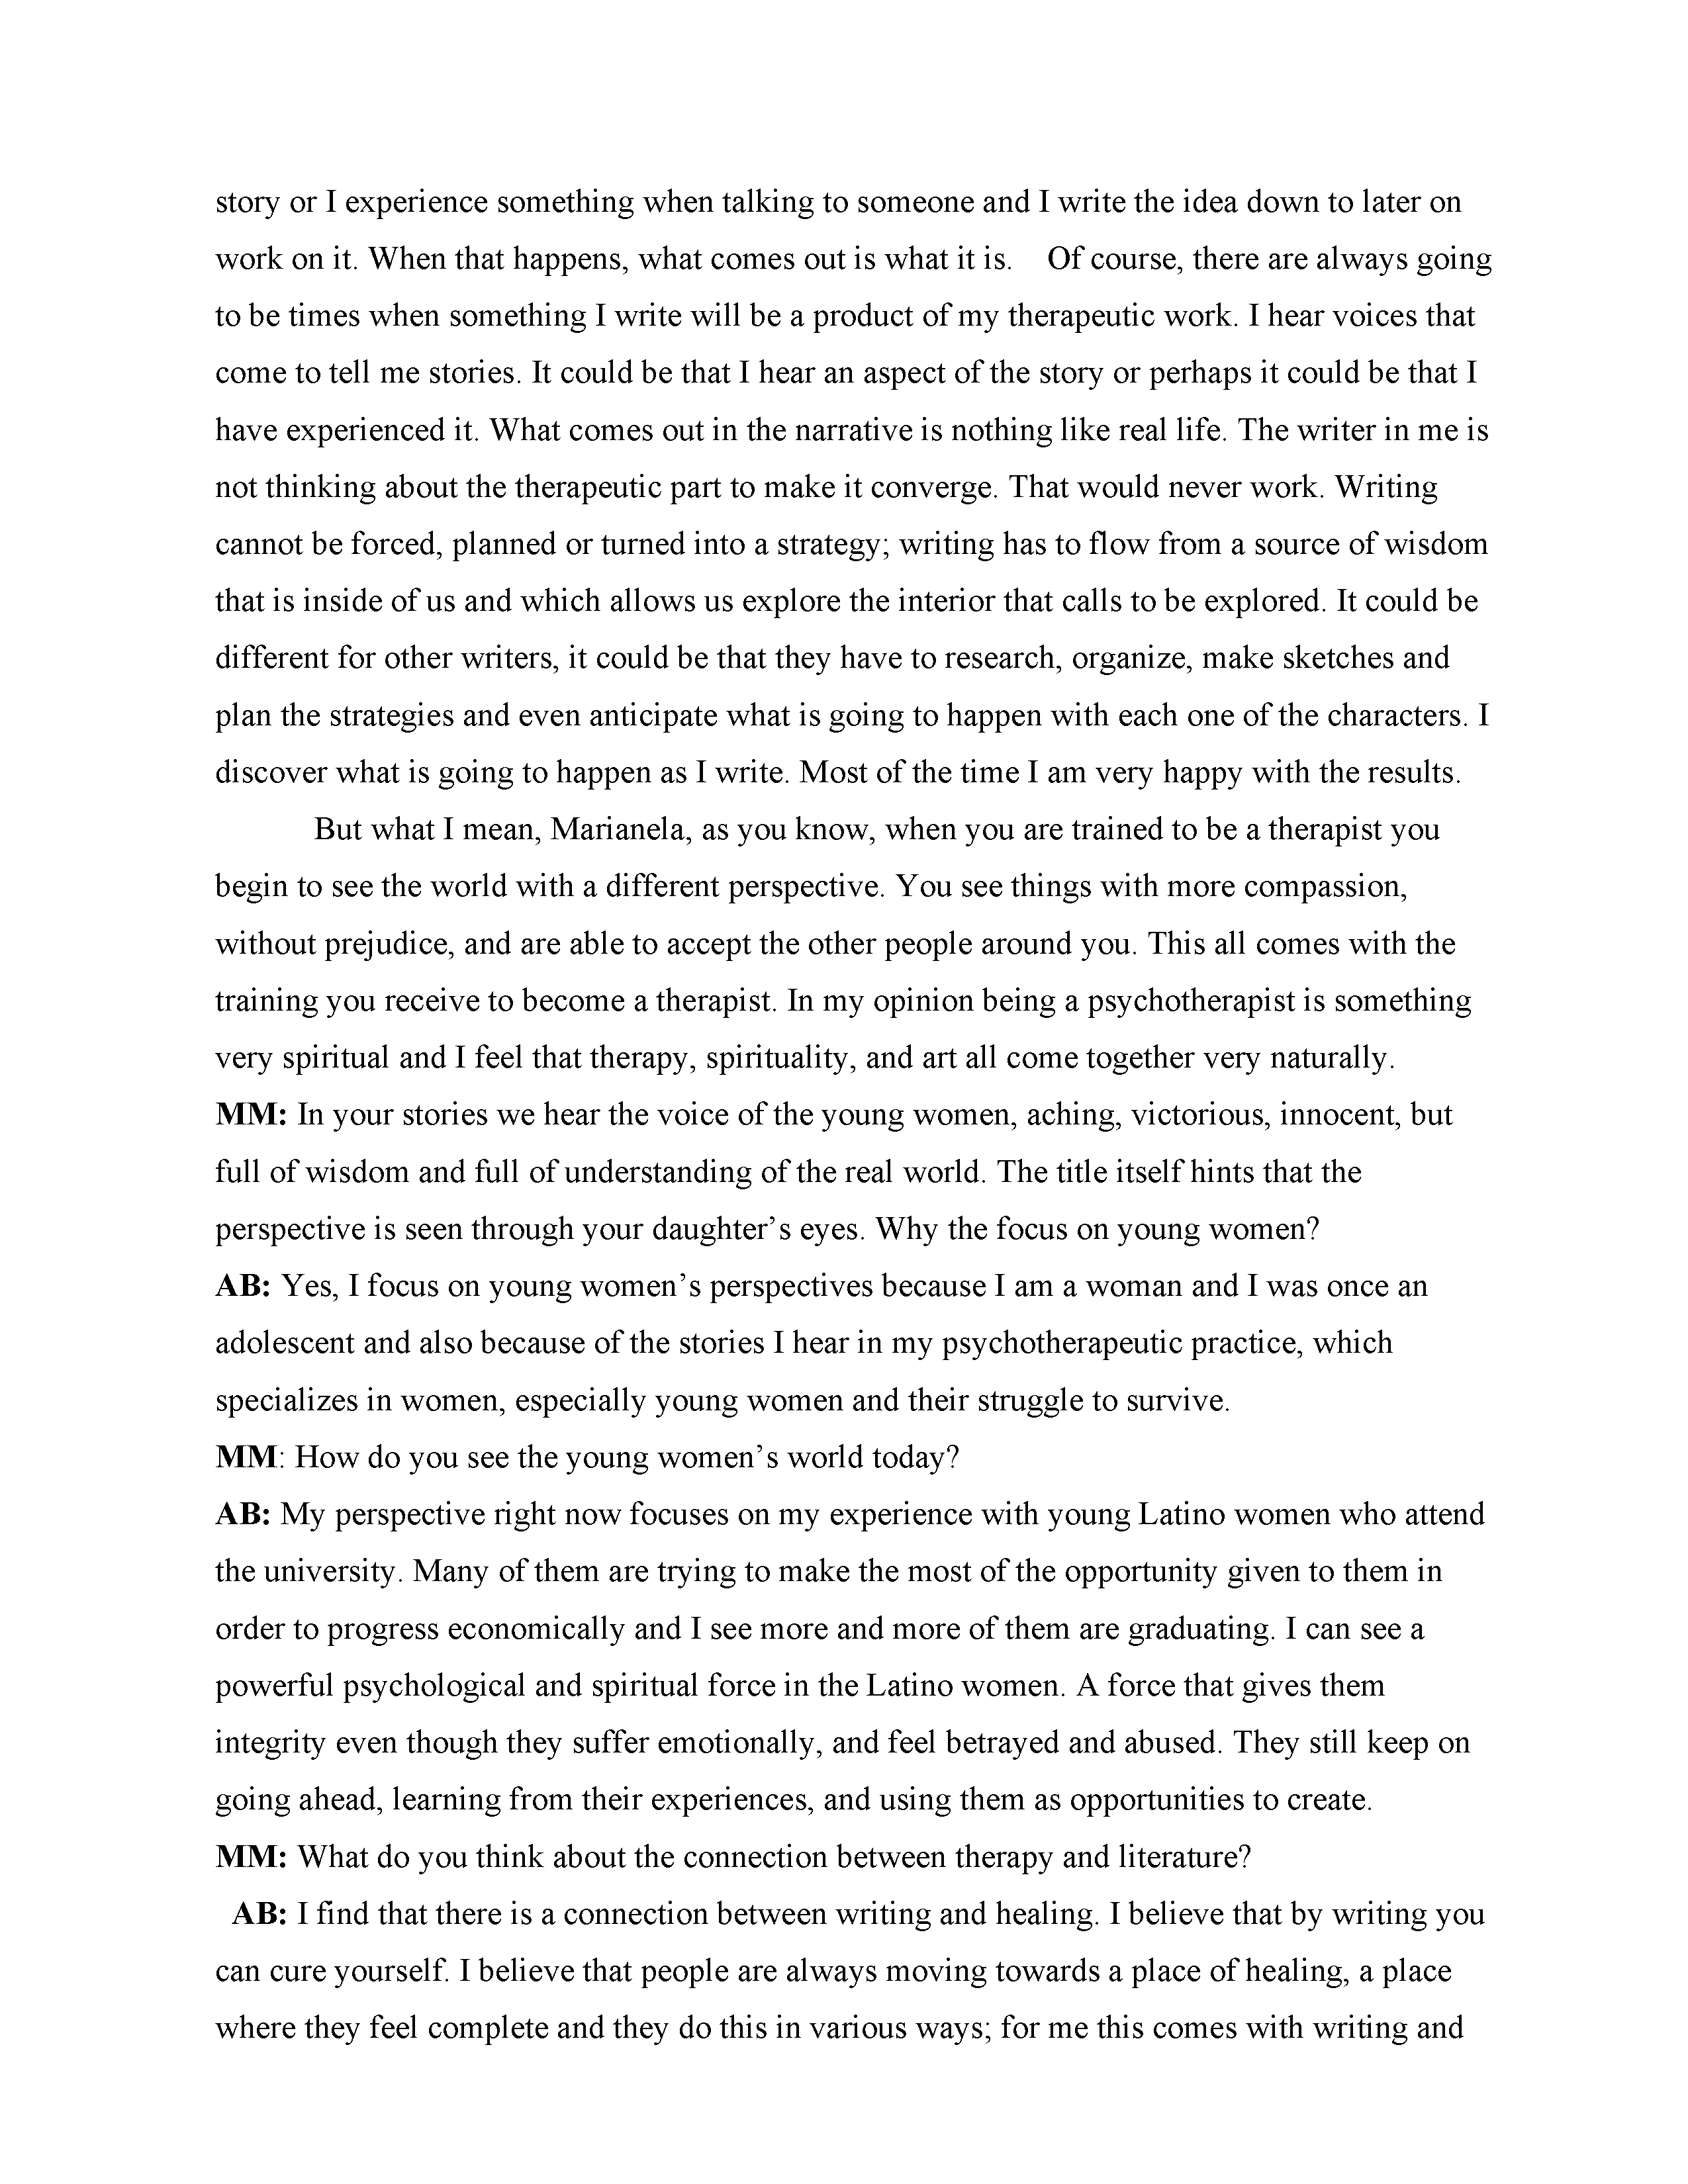 story or I experience something when talking to someone and I write the idea down to later on
work on it. When that happens, what comes out is what it is.    Of course, there are always going
to be times when something I write will be a product of my therapeutic work. I hear voices that
come to tell me stories. It could be that I hear an aspect of the story or perhaps it could be that I
have experienced it. What comes out in the narrative is nothing like real life. The writer in me is
not thinking about the therapeutic part to make it converge. That would never work. Writing
cannot be forced, planned or turned into a strategy; writing has to flow from a source of wisdom
that is inside of us and which allows us explore the interior that calls to be explored. It could be
different for other writers, it could be that they have to research, organize, make sketches and
plan the strategies and even anticipate what is going to happen with each one of the characters. I
discover what is going to happen as I write. Most of the time I am very happy with the results.
But what I mean, Marianela, as you know, when you are trained to be a therapist you
begin to see the world with a different perspective. You see things with more compassion,
without prejudice, and are able to accept the other people around you. This all comes with the
training you receive to become a therapist. In my opinion being a psychotherapist is something
very spiritual and I feel that therapy, spirituality, and art all come together very naturally.
MM: In your stories we hear the voice of the young women, aching, victorious, innocent, but
full of wisdom and full of understanding of the real world. The title itself hints that the
perspective is seen through your daughter’s eyes. Why the focus on young women?
AB: Yes, I focus on young women’s perspectives because I am a woman and I was once an
adolescent and also because of the stories I hear in my psychotherapeutic practice, which
specializes in women, especially young women and their struggle to survive.
MM: How do you see the young women’s world today?
AB: My perspective right now focuses on my experience with young Latino women who attend
the university. Many of them are trying to make the most of the opportunity given to them in
order to progress economically and I see more and more of them are graduating. I can see a
powerful psychological and spiritual force in the Latino women. A force that gives them
integrity even though they suffer emotionally, and feel betrayed and abused. They still keep on
going ahead, learning from their experiences, and using them as opportunities to create.
MM: What do you think about the connection between therapy and literature?
AB: I find that there is a connection between writing and healing. I believe that by writing you
can cure yourself. I believe that people are always moving towards a place of healing, a place
where they feel complete and they do this in various ways; for me this comes with writing and